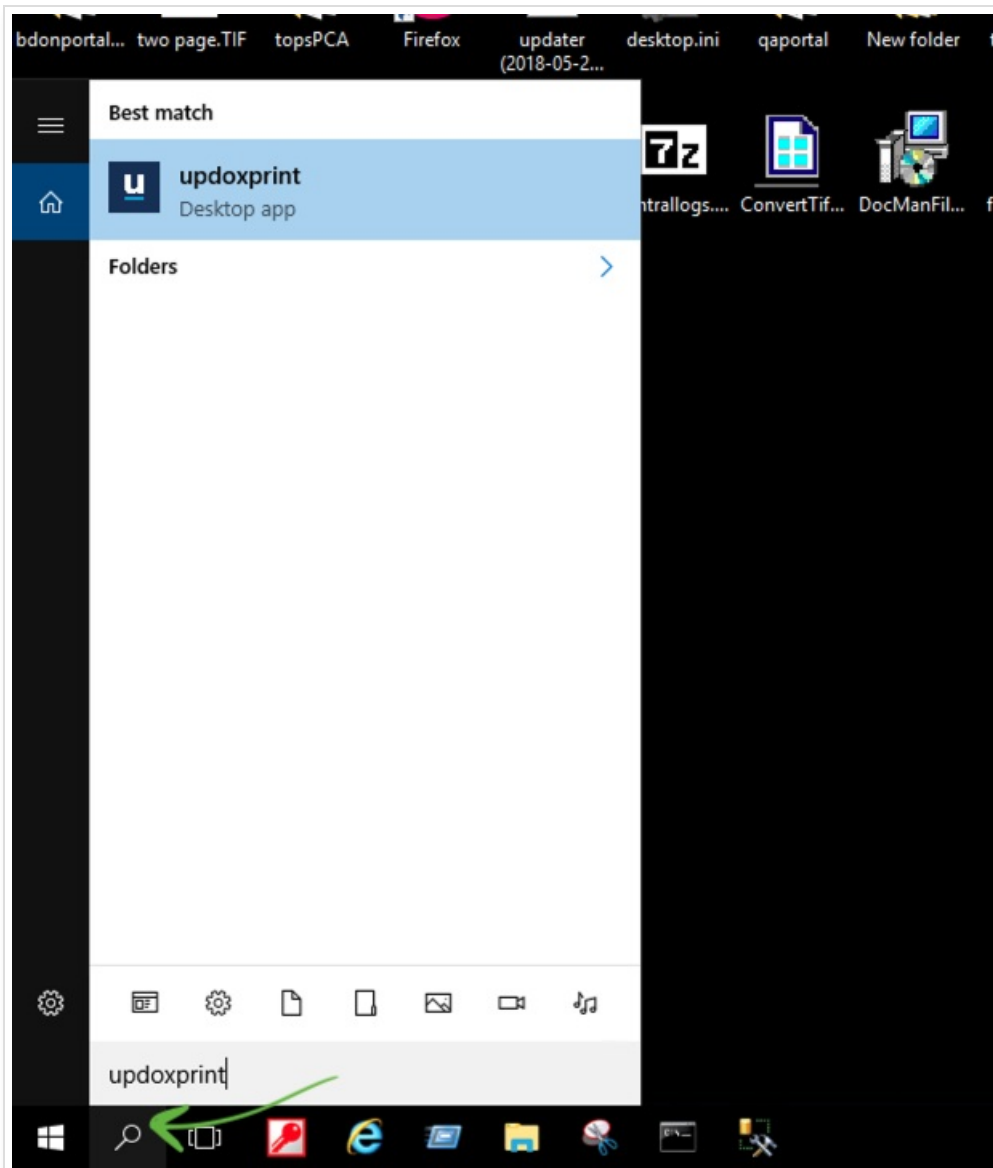 bdonportal... two page.TIF topsPCA Firefox updater desktop.ini qaportal New folder
(2018-05-2...
Best match
u updoxprint
Desktop app
7z
ntrallogs.... ConvertTif... DocManFil...
Folders
updoxprint